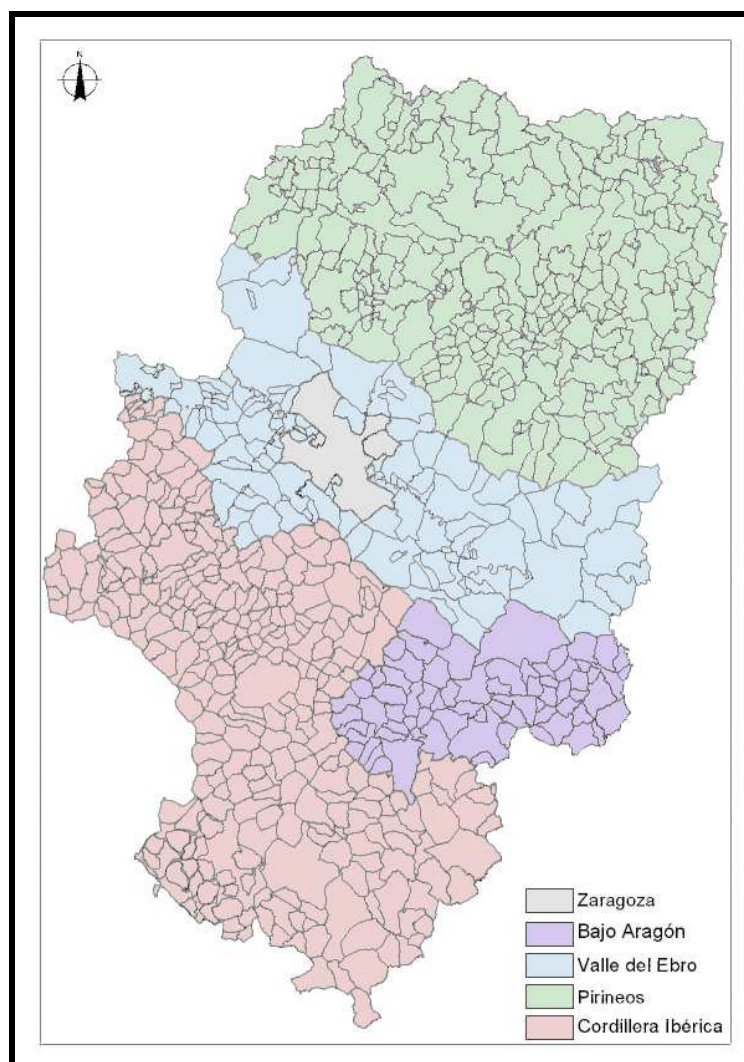 N
Zaragoza
Bajo Aragón
Valle del Ebro
Pirineos
Cordillera Ibérica